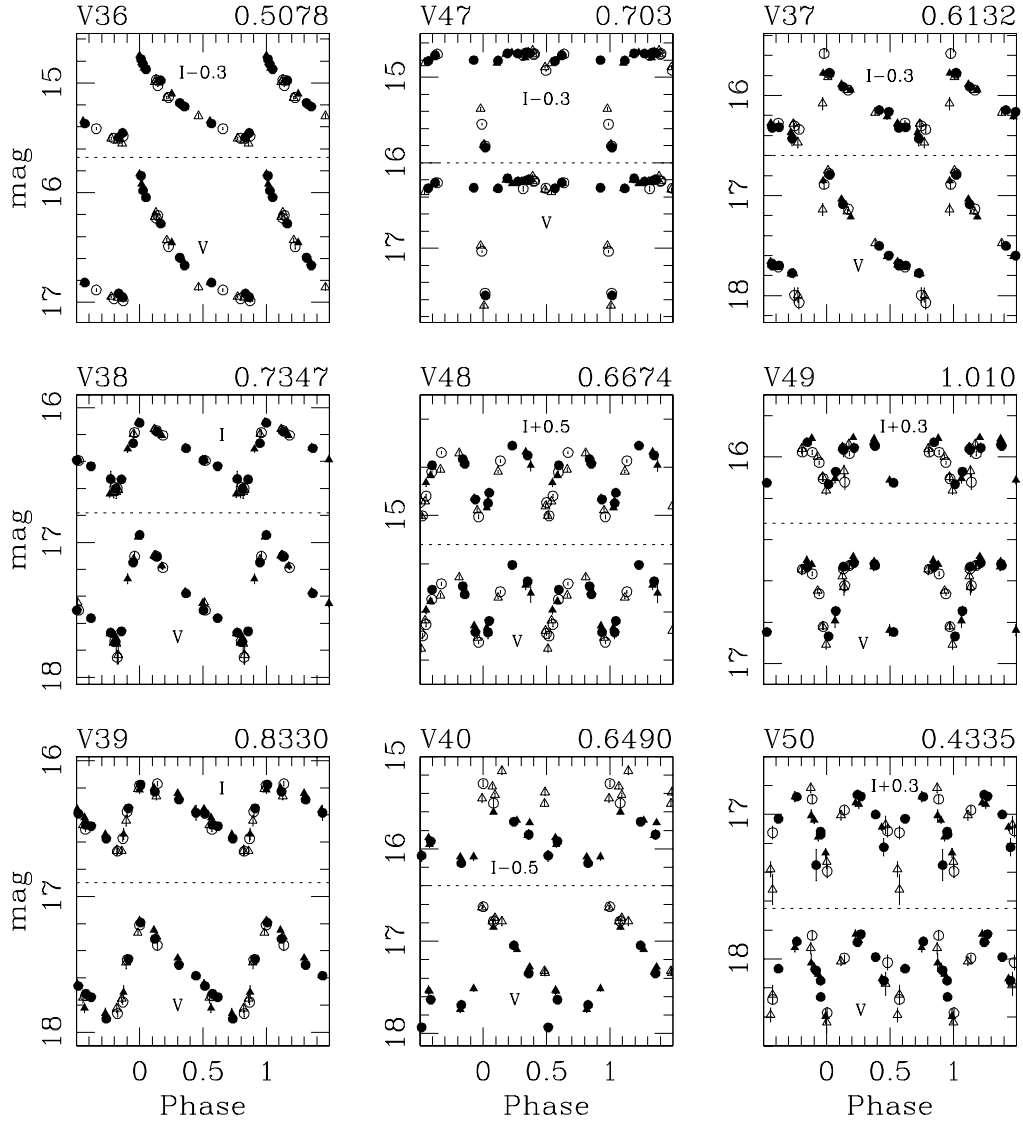 V36 0.5078 V47 0.703 V37 0.6132
I−0.3
V
15
16
17
mag
I−0.3
V
15
16
17
I−0.3
V
16
17
18
V38 0.7347 V48 0.6674 V49 1.010
I
V
16
17
18
mag
I+0.5
V
15
I+0.3
V
16
17
V39 0.8330 V40 0.6490 V50 0.4335
I
V
16
17
18
mag
I−0.5
V
15
16
17
18
I+0.3
V
17
18
0 0.5 1 0 0.5 1 0 0.5 1
Phase Phase Phase